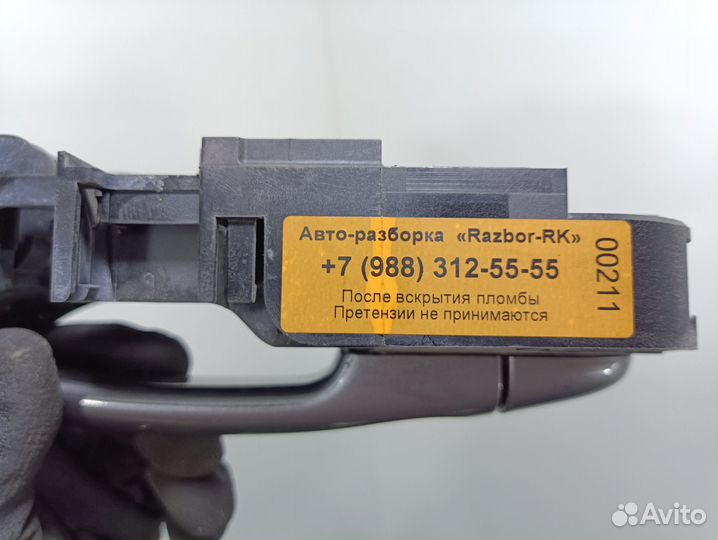 Авто-разборка «Razbor-RK»
+7 (988) 312-55-55
После вскрытия пломбы
Претензии не принимаются
00211
Avito